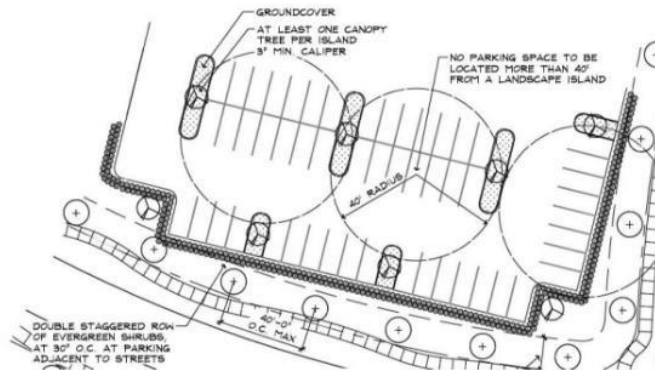 GROUNDCOVER
AT LEAST ONE CANOPY
TREE PER ISLAND
3" MIN. CALIPER
NO PARKING SPACE TO BE
LOCATED MORE THAN 40'
FROM A LANDSCAPE ISLAND
40' RADIUS
40'-0"
O.C. MAX
DOUBLE STAGGERED ROW
OF EVERGREEN SHRUBS,
AT 30" O.C. AT PARKING
ADJACENT TO STREETS